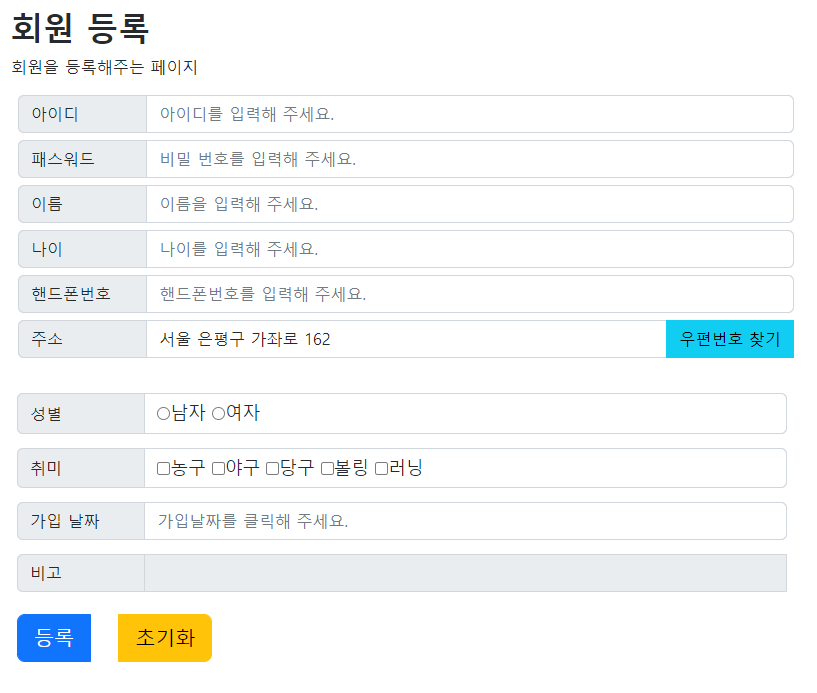 회원 등록
회원을 등록해주는 페이지
아이디 아이디를 입력해 주세요.
패스워드 비밀 번호를 입력해 주세요.
이름 이름을 입력해 주세요.
나이 나이를 입력해 주세요.
핸드폰번호 핸드폰번호를 입력해 주세요.
주소 서울 은평구 가좌로 162 우편번호 찾기
성별 남자 여자
취미 농구 야구 당구 볼링 러닝
가입 날짜 가입날짜를 클릭해 주세요.
비고
등록 초기화